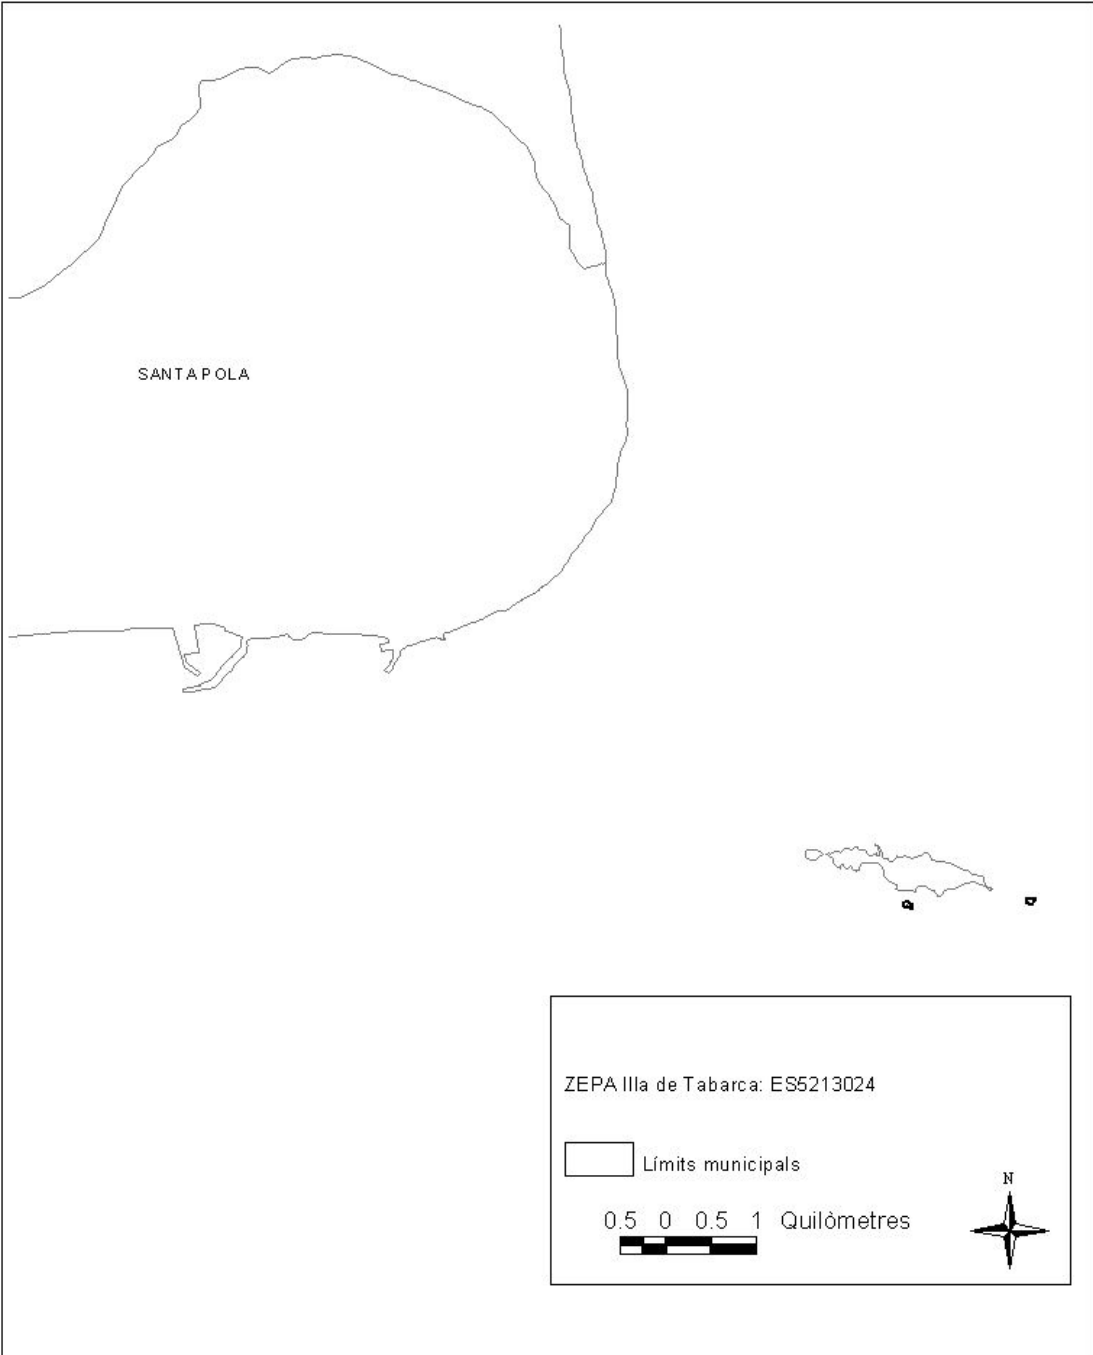 SANTA POLA
ZEPA Illa de Tabarca: ES5213024
Límits municipals
N
0.5 0 0.5 1 Quilòmetres